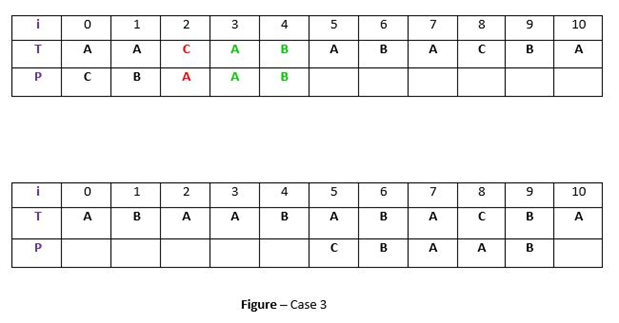 i 0 1 2 3 4 5 6 7 8 9 10
T A A C A B A B A C B A
P C B A A B
i 0 1 2 3 4 5 6 7 8 9 10
T A B A A B A B A C B A
P C B A A B
Figure – Case 3